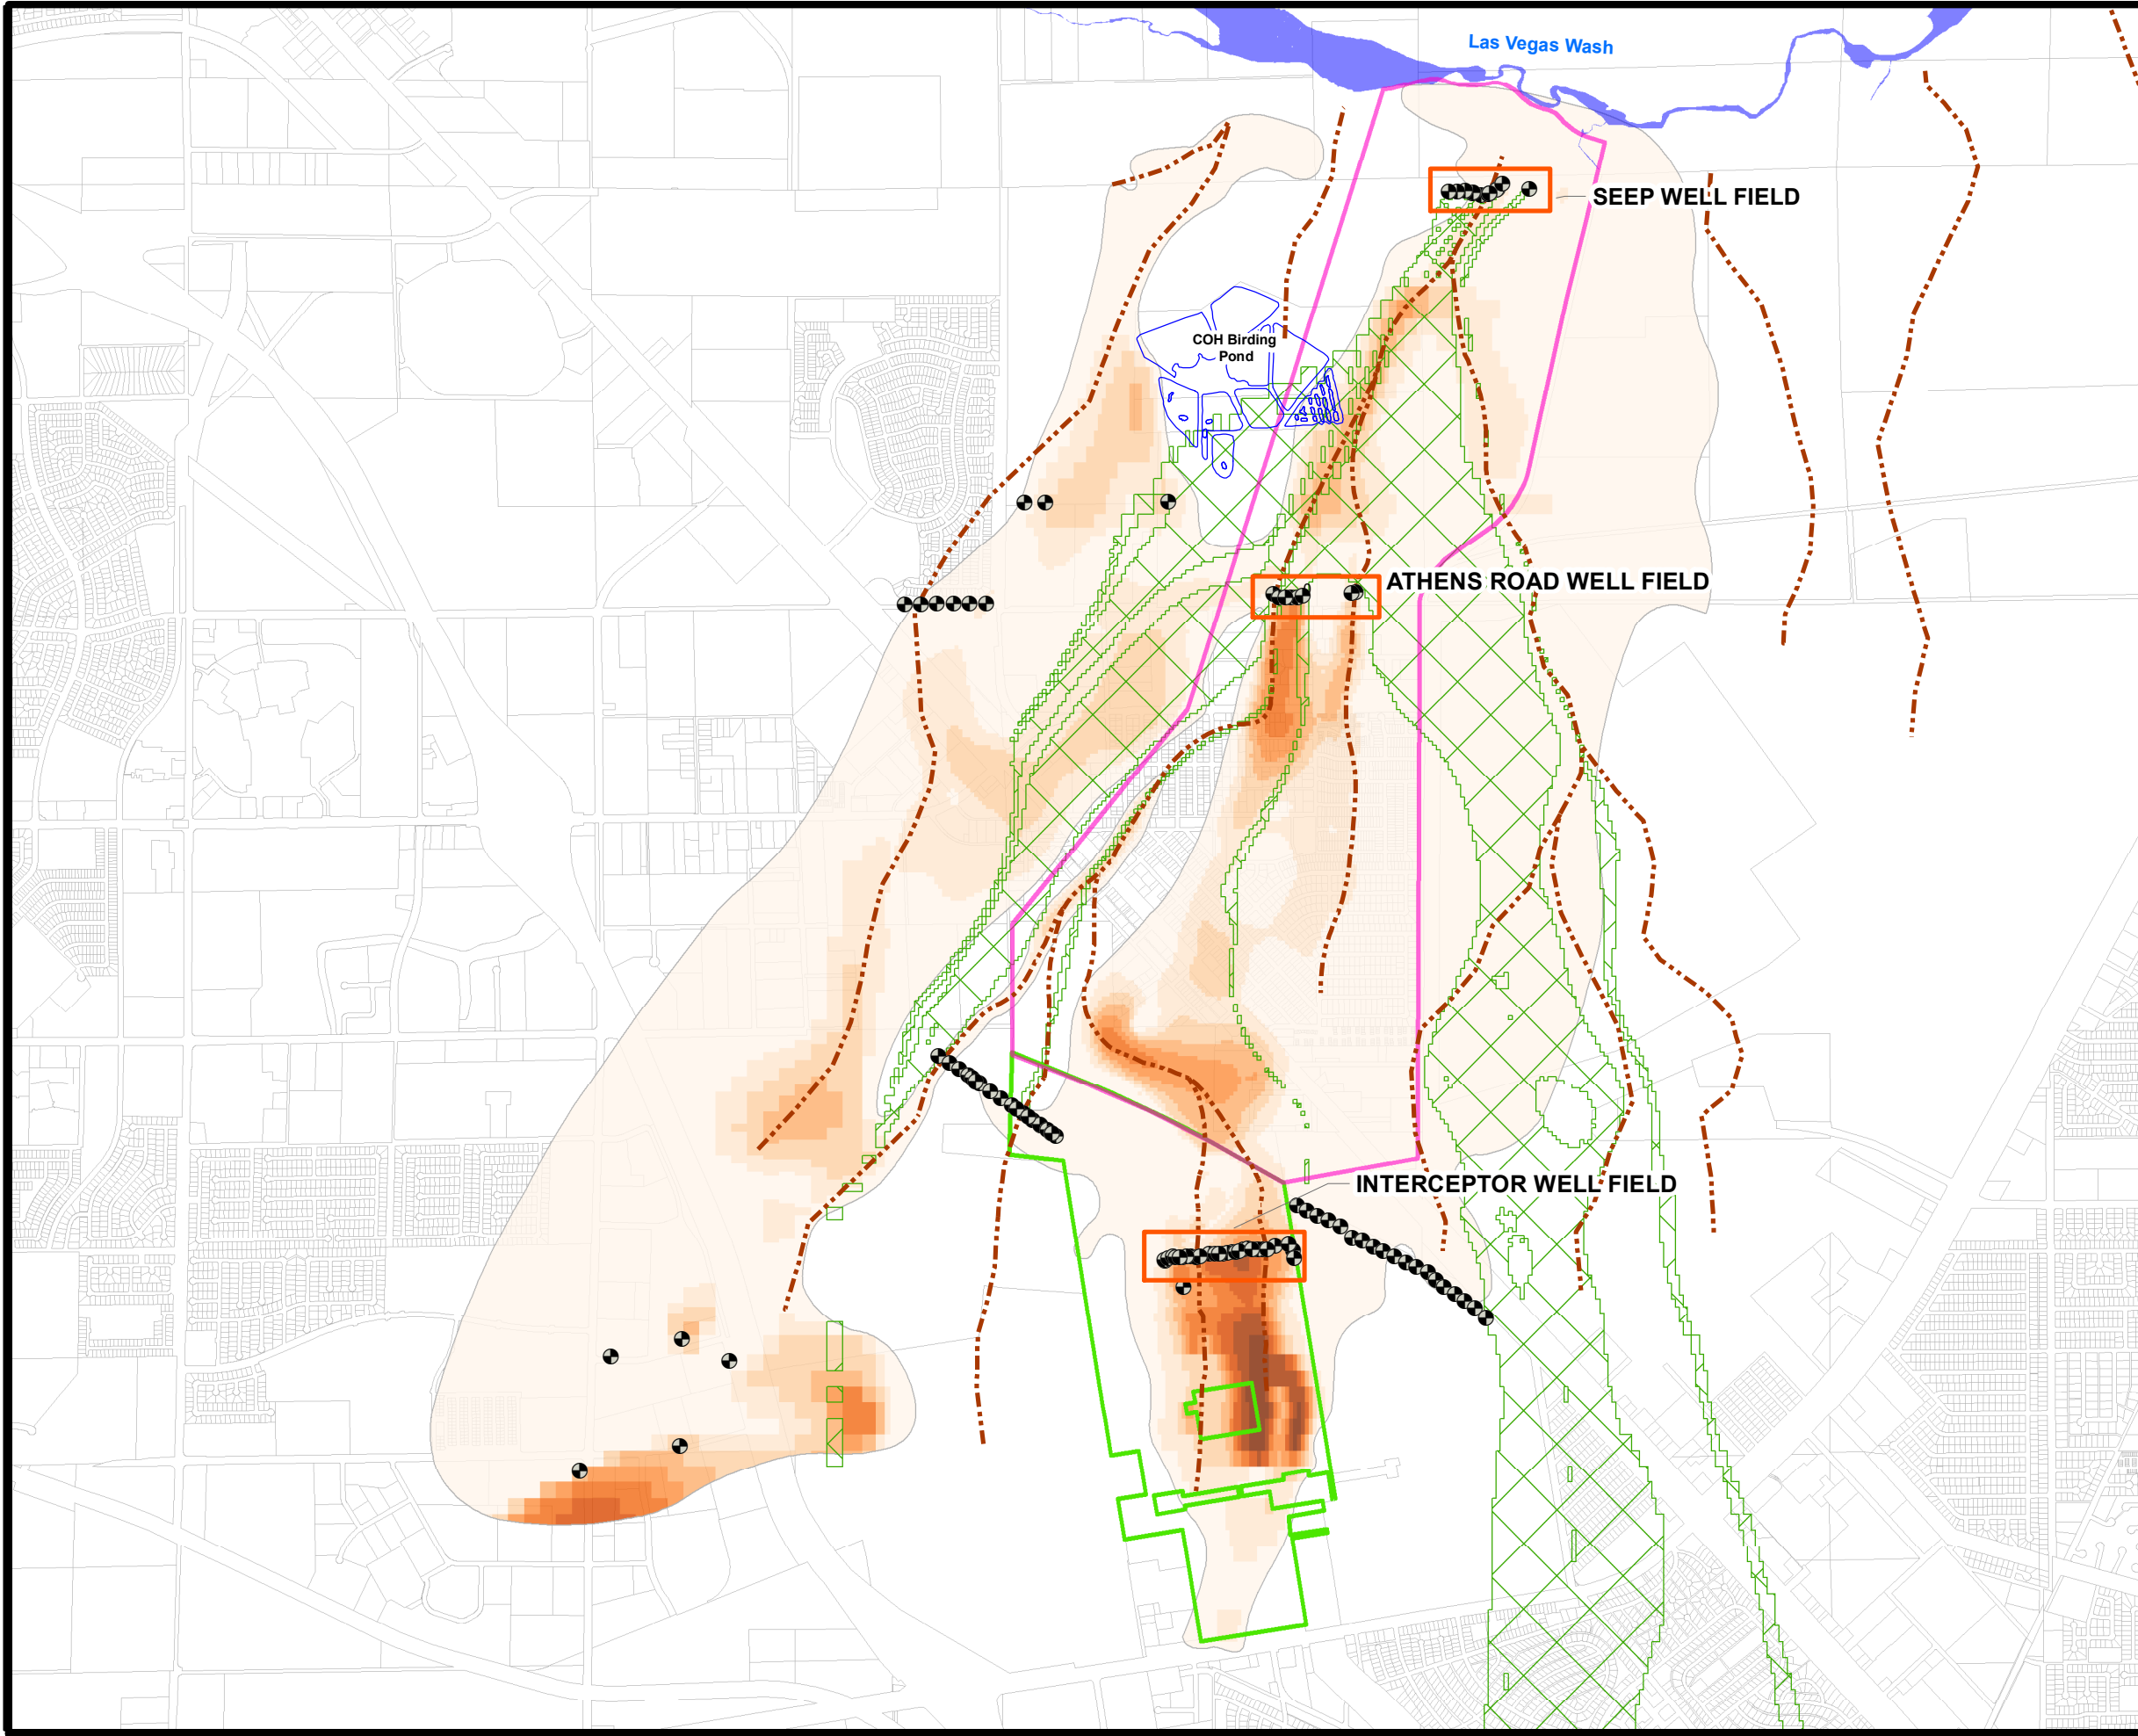 Las Vegas Wash
SEEP WELL FIELD
COH Birding
Pond
ATHENS ROAD WELL FIELD
INTERCEPTOR WELL FIELD